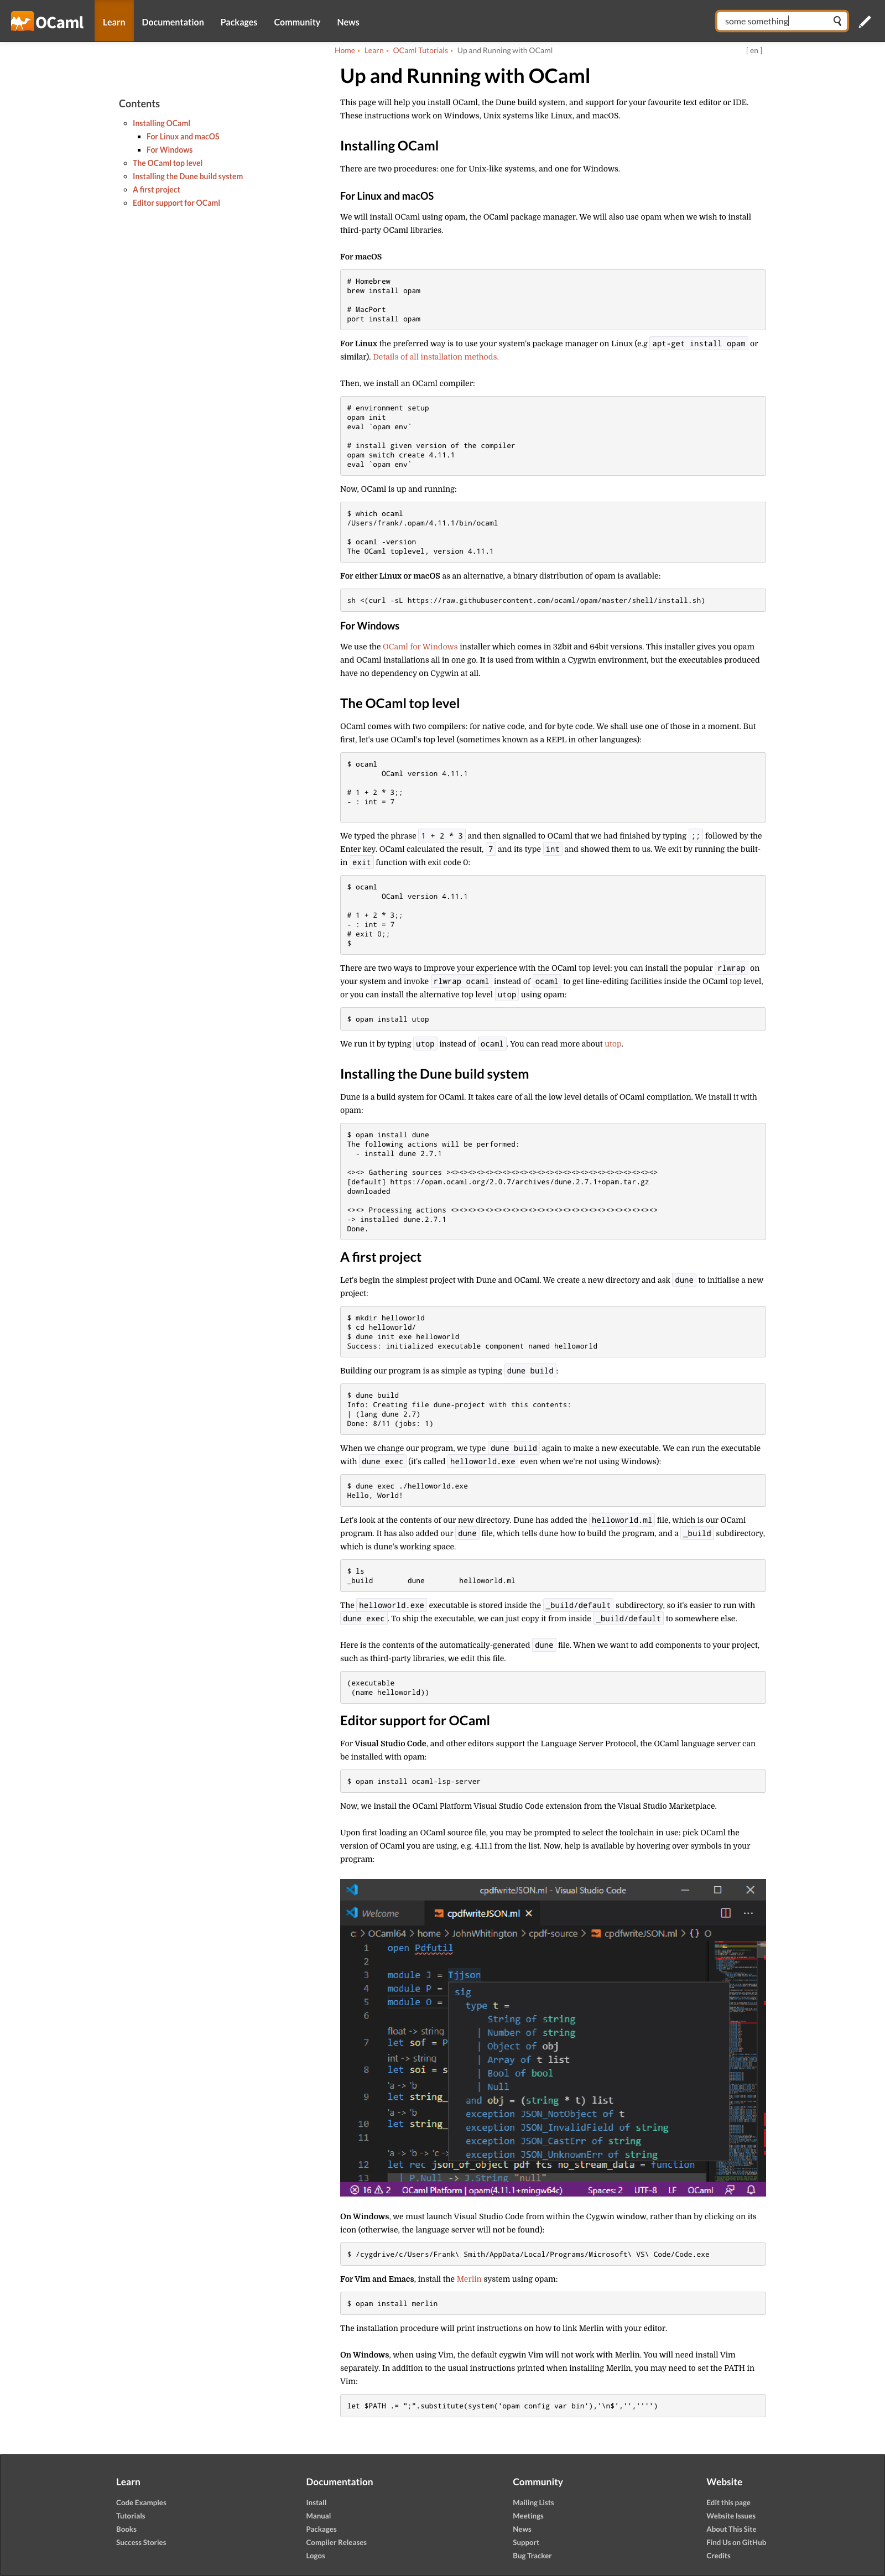 OCaml
Learn
Documentation
Packages
Community
News
some something
Home
Learn
OCaml Tutorials
Up and Running with OCaml
[ en ]
Contents
Installing OCaml
For Linux and macOS
For Windows
The OCaml top level
Installing the Dune build system
A first project
Editor support for OCaml
Up and Running with OCaml
This page will help you install OCaml, the Dune build system, and support for your favourite text editor or IDE.
These instructions work on Windows, Unix systems like Linux, and macOS.
Installing OCaml
There are two procedures: one for Unix-like systems, and one for Windows.
For Linux and macOS
We will install OCaml using opam, the OCaml package manager. We will also use opam when we wish to install
third-party OCaml libraries.
For macOS
# Homebrew
brew install opam
# MacPort
port install opam
For Linux the preferred way is to use your system's package manager on Linux (e.g apt-get install opam or
similar). Details of all installation methods.
Then, we install an OCaml compiler:
# environment setup
opam init
eval `opam env`
# install given version of the compiler
opam switch create 4.11.1
eval `opam env`
Now, OCaml is up and running:
$ which ocaml
/Users/frank/.opam/4.11.1/bin/ocaml
$ ocaml -version
The OCaml toplevel, version 4.11.1
For either Linux or macOS as an alternative, a binary distribution of opam is available:
sh <(curl -sL https://raw.githubusercontent.com/ocaml/opam/master/shell/install.sh)
For Windows
We use the OCaml for Windows installer which comes in 32bit and 64bit versions. This installer gives you opam
and OCaml installations all in one go. It is used from within a Cygwin environment, but the executables produced
have no dependency on Cygwin at all.
The OCaml top level
OCaml comes with two compilers: for native code, and for byte code. We shall use one of those in a moment. But
first, let's use OCaml's top level (sometimes known as a REPL in other languages):
$ ocaml
OCaml version 4.11.1
# 1 + 2 * 3;;
- : int = 7
We typed the phrase 1 + 2 * 3 and then signalled to OCaml that we had finished by typing ;; followed by the
Enter key. OCaml calculated the result, 7 and its type int and showed them to us. We exit by running the built-
in exit function with exit code 0:
$ ocaml
OCaml version 4.11.1
# 1 + 2 * 3;;
- : int = 7
# exit 0;;
$
There are two ways to improve your experience with the OCaml top level: you can install the popular rlwrap on
your system and invoke rlwrap ocaml instead of ocaml to get line-editing facilities inside the OCaml top level,
or you can install the alternative top level utop using opam:
$ opam install utop
We run it by typing utop instead of ocaml. You can read more about utop.
Installing the Dune build system
Dune is a build system for OCaml. It takes care of all the low level details of OCaml compilation. We install it with
opam:
$ opam install dune
The following actions will be performed:
- install dune 2.7.1
<><> Gathering sources ><><><><><><><><><><><><><><><><><><><><><><><><>
[default] https://opam.ocaml.org/2.0.7/archives/dune.2.7.1+opam.tar.gz
downloaded
<><> Processing actions <><><><><><><><><><><><><><><><><><><><><><><><>
-> installed dune.2.7.1
Done.
A first project
Let's begin the simplest project with Dune and OCaml. We create a new directory and ask dune to initialise a new
project:
$ mkdir helloworld
$ cd helloworld/
$ dune init exe helloworld
Success: initialized executable component named helloworld
Building our program is as simple as typing dune build :
$ dune build
Info: Creating file dune-project with this contents:
| (lang dune 2.7)
Done: 8/11 (jobs: 1)
When we change our program, we type dune build again to make a new executable. We can run the executable
with dune exec (it's called helloworld.exe even when we're not using Windows):
$ dune exec ./helloworld.exe
Hello, World!
Let's look at the contents of our new directory. Dune has added the helloworld.ml file, which is our OCaml
program. It has also added our dune file, which tells dune how to build the program, and a _build subdirectory,
which is dune's working space.
$ ls
_build dune helloworld.ml
The helloworld.exe executable is stored inside the _build/default subdirectory, so it's easier to run with
dune exec . To ship the executable, we can just copy it from inside _build/default to somewhere else.
Here is the contents of the automatically-generated dune file. When we want to add components to your project,
such as third-party libraries, we edit this file.
(executable
(name helloworld))
Editor support for OCaml
For Visual Studio Code, and other editors support the Language Server Protocol, the OCaml language server can
be installed with opam:
$ opam install ocaml-lsp-server
Now, we install the OCaml Platform Visual Studio Code extension from the Visual Studio Marketplace.
Upon first loading an OCaml source file, you may be prompted to select the toolchain in use: pick OCaml the
version of OCaml you are using, e.g. 4.11.1 from the list. Now, help is available by hovering over symbols in your
program:
cpdfwriteJSON.ml - Visual Studio Code
Welcome
cpdfwriteJSON.ml
c: > OCaml64 > home > JohnWhington > cpdf-source > cpdfwriteJSON.ml > {} O
1 open Pdfutil
2
3 module J = Tjjson
4 module P =
5 module O =
6
float -> string
7 let sof = P
int -> string
8 let soi = s
'a -> 'b
9 let string_
'a -> 'b
10 let string_
11
'a -> 'b -> 'c ->
12 let rec json_of_object pdf fcs no_stream_data = function
13 | P.Null -> J.String "null"
sig
type t =
String of string
| Number of string
| Object of obj
| Array of t list
| Bool of bool
| Null
and obj = (string * t) list
exception JSON_NotObject of t
exception JSON_InvalidField of string
exception JSON_CastErr of string
exception JSON_UnknownErr of string
16 2 OCaml Platform | opam(4.11.1+mingw64c) Spaces: 2 UTF-8 LF OCaml
On Windows, we must launch Visual Studio Code from within the Cygwin window, rather than by clicking on its
icon (otherwise, the language server will not be found):
$ /cygdrive/c/Users/Frank\ Smith/AppData/Local/Programs/Microsoft\ VS\ Code/Code.exe
For Vim and Emacs, install the Merlin system using opam:
$ opam install merlin
The installation procedure will print instructions on how to link Merlin with your editor.
On Windows, when using Vim, the default cygwin Vim will not work with Merlin. You will need install Vim
separately. In addition to the usual instructions printed when installing Merlin, you may need to set the PATH in
Vim:
let $PATH .= ";".substitute(system('opam config var bin'),'\n$','','''')
Learn
Code Examples
Tutorials
Books
Success Stories
Documentation
Install
Manual
Packages
Compiler Releases
Logos
Community
Mailing Lists
Meetings
News
Support
Bug Tracker
Website
Edit this page
Website Issues
About This Site
Find Us on GitHub
Credits